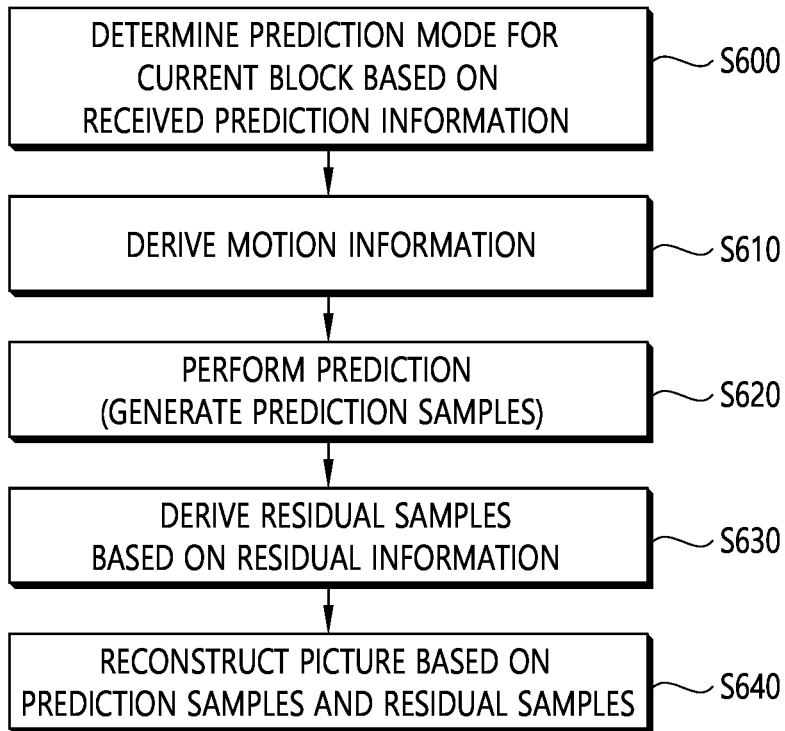 DETERMINE PREDICTION MODE FOR
CURRENT BLOCK BASED ON
RECEIVED PREDICTION INFORMATION
S600
DERIVE MOTION INFORMATION
S610
PERFORM PREDICTION
(GENERATE PREDICTION SAMPLES)
S620
DERIVE RESIDUAL SAMPLES
BASED ON RESIDUAL INFORMATION
S630
RECONSTRUCT PICTURE BASED ON
PREDICTION SAMPLES AND RESIDUAL SAMPLES
S640